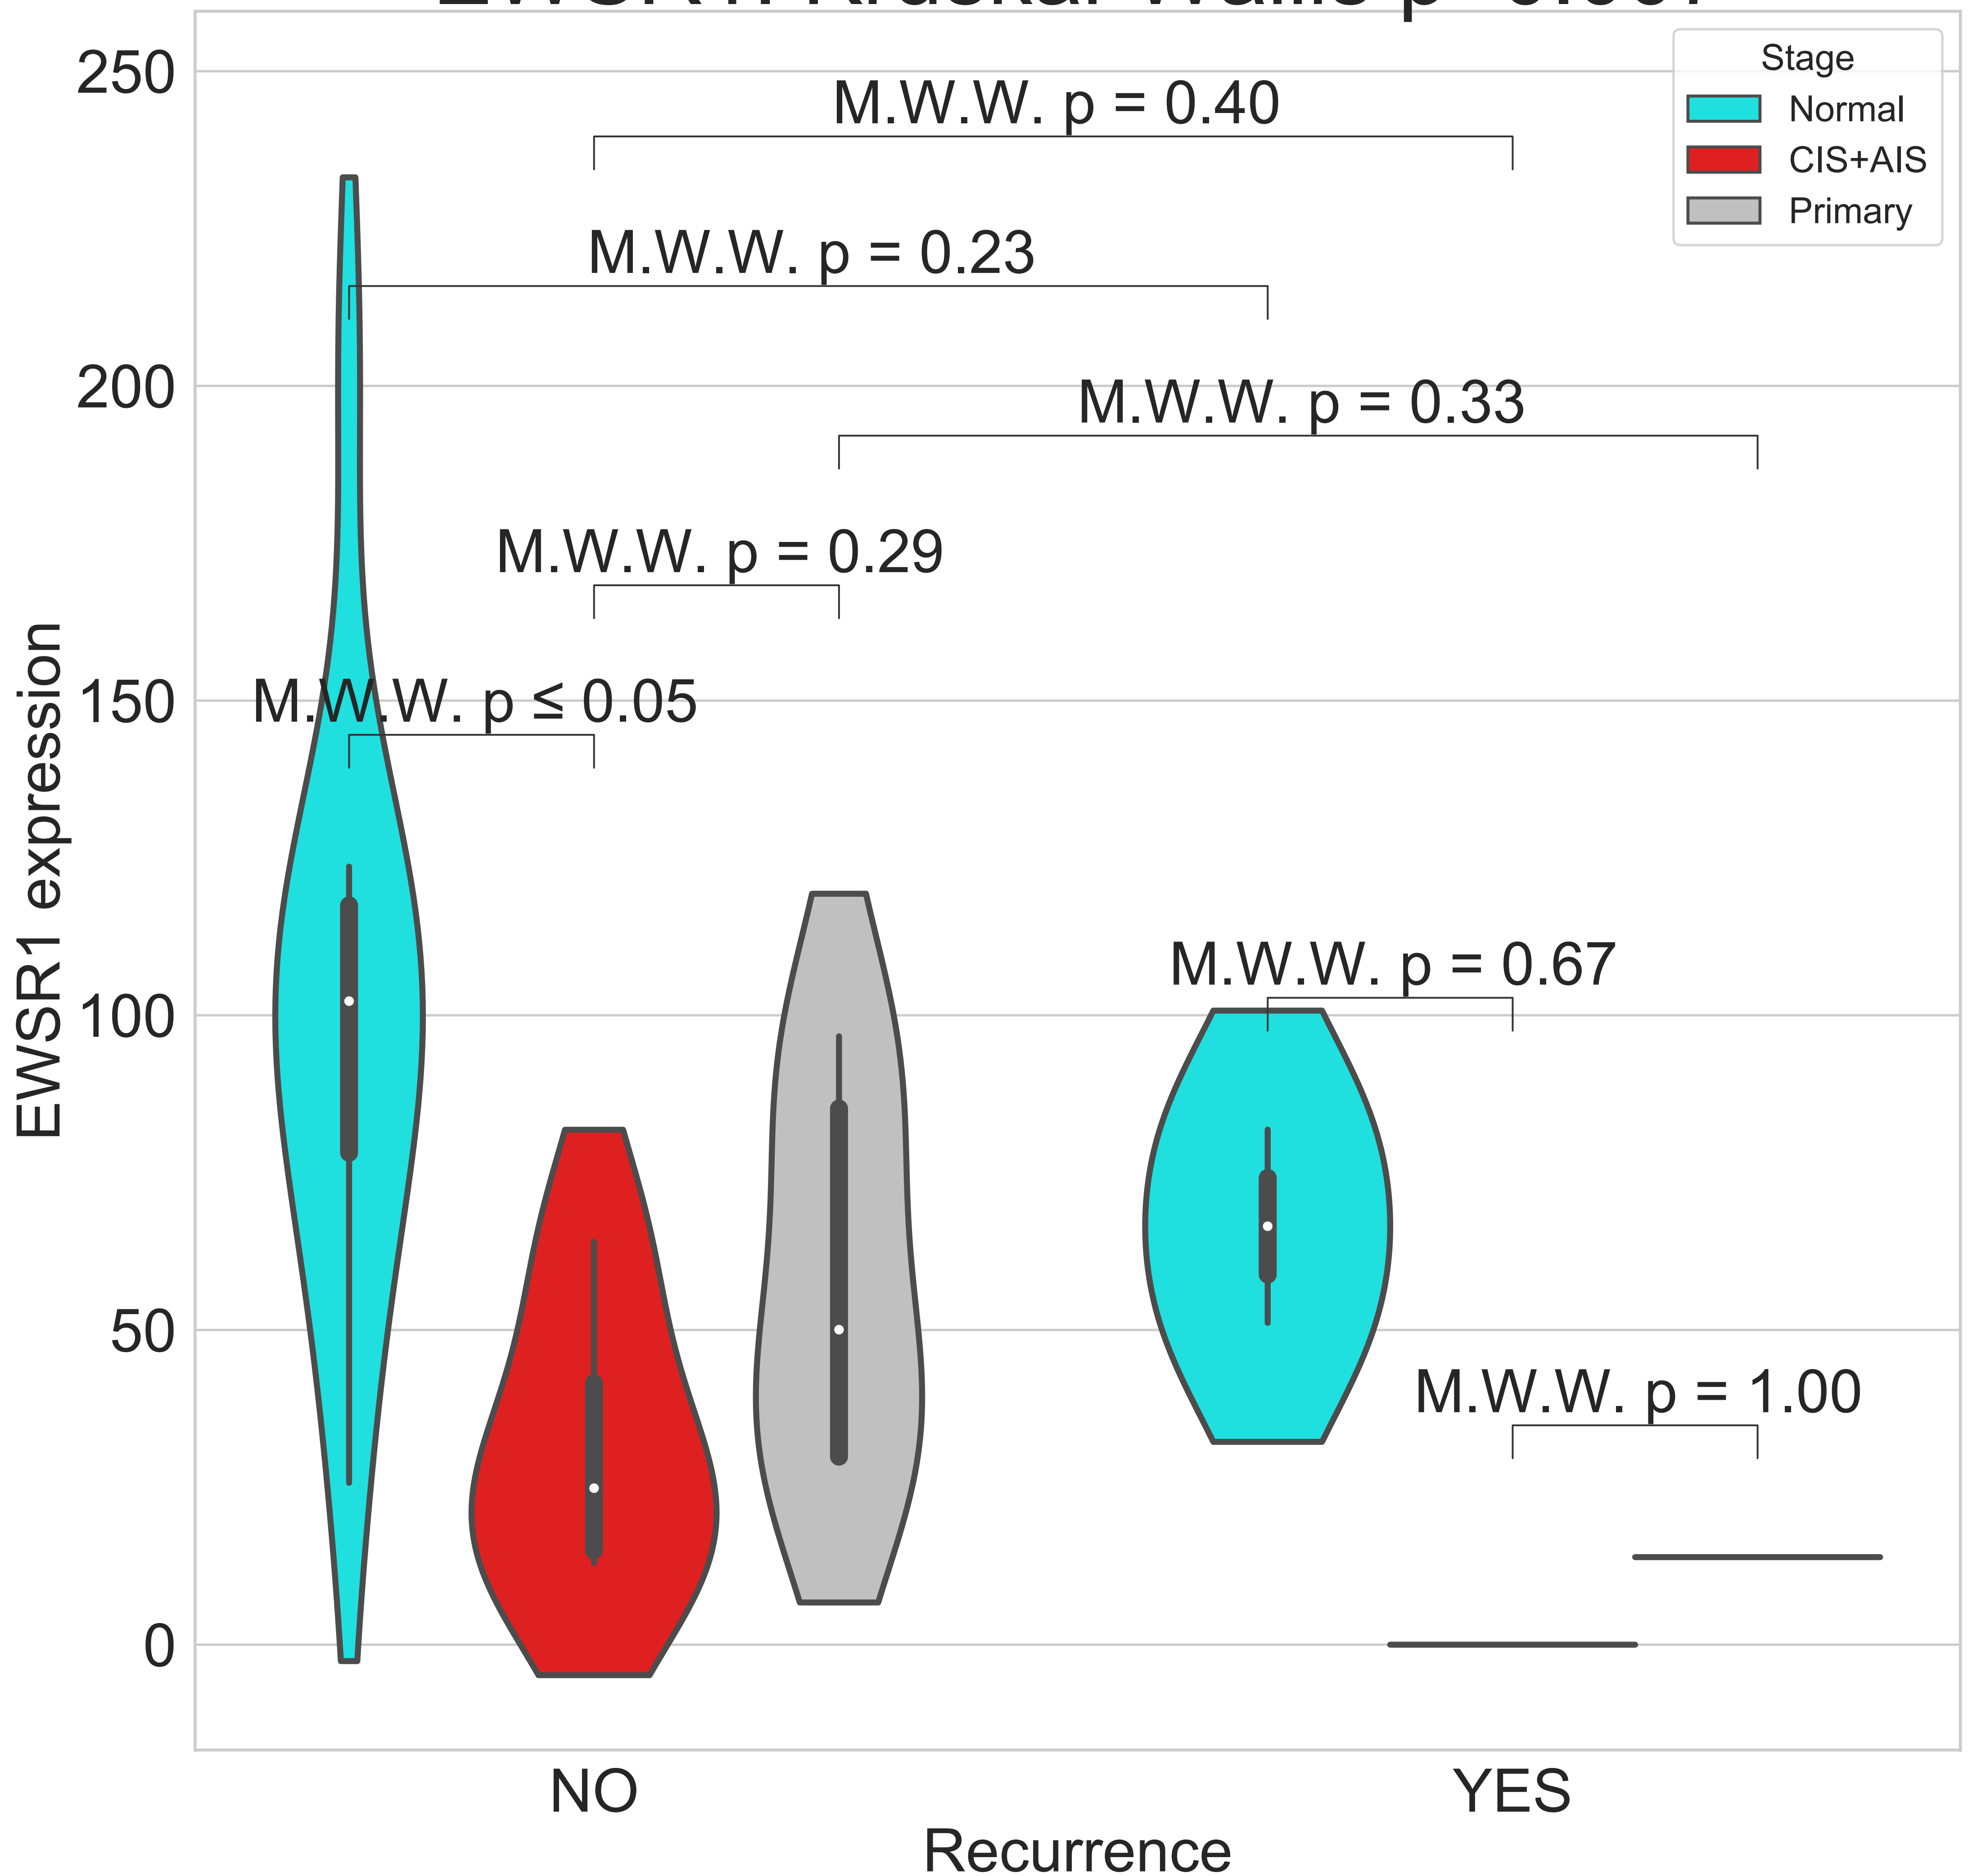 250
200
150
100
50
0
EWSR1 expression
M.W.W. p = 0.40
M.W.W. p = 0.23
M.W.W. p = 0.33
M.W.W. p = 0.29
M.W.W. p ≤ 0.05
M.W.W. p = 0.67
M.W.W. p = 1.00
Stage
Normal
CIS+AIS
Primary
NO
YES
Recurrence